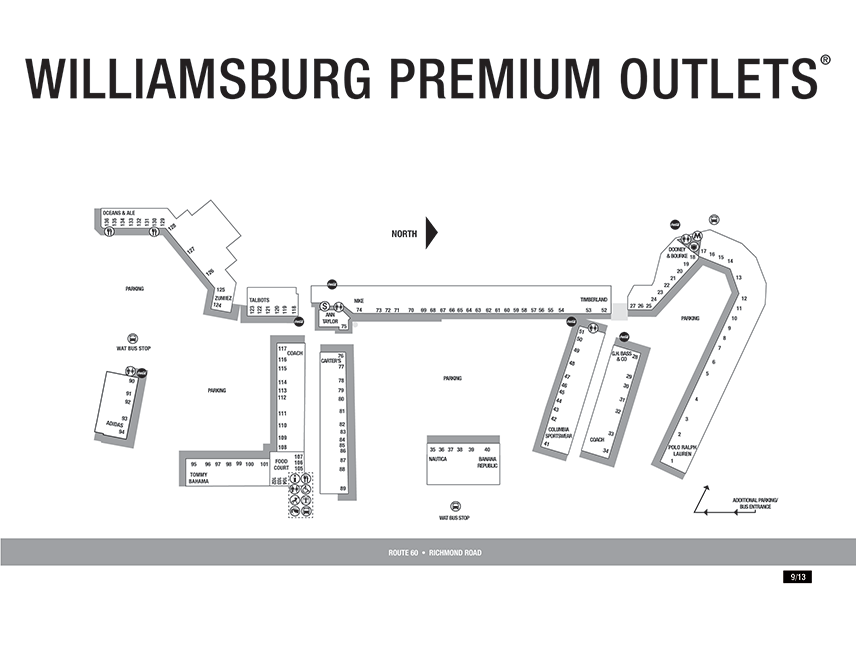 WILLIAMSBURG PREMIUM OUTLETS®
OCEANS & ALE
136 135 134 133 132 131 130 129
128
127
126
125
ZUMIEZ
124
NORTH
DOONEY
& BOURKE
M
17 16 15 14
18
19
20
21
22
23
24
27 26 25
13
12
11
10
9
8
7
6
5
4
3
2
POLO RALPH
LAUREN
1
PARKING
PARKING
TALBOTS
123 122 121 120 119 118
S
ANN
TAYLOR
75
NIKE
TIMBERLAND
74 73 72 71 70 69 68 67 66 65 64 63 62 61 60 59 58 57 56 55 54 53 52
WAT BUS STOP
90
91
92
93
ADIDAS
94
PARKING
117
COACH
116
115
114
113
112
111
110
109
108
107
106
105
FOOD
COURT
102 103 104
95 96 97 98 99 100 101
TOMMY
BAHAMA
76
CARTER'S
77
78
79
80
81
82
83
84
85
86
87
88
89
PARKING
35 36 37 38 39 40
NAUTICA
BANANA
REPUBLIC
WAT BUS STOP
51
50
49
48
47
46
45
44
43
42
COLUMBIA
SPORTSWEAR
41
G.H. BASS
& CO
28
29
30
31
32
33
COACH
34
ADDITIONAL PARKING/
BUS ENTRANCE
ROUTE 60 • RICHMOND ROAD
9/13